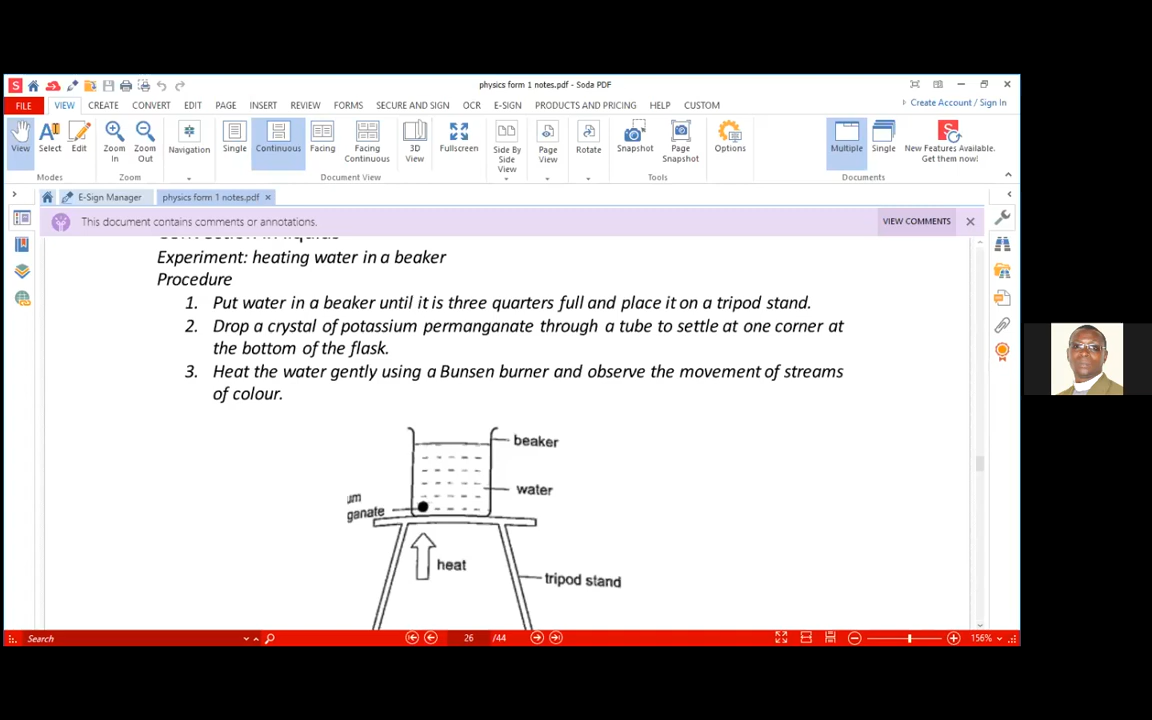 physics form 1 notes.pdf - Soda PDF
FILE VIEW CREATE CONVERT EDIT PAGE INSERT REVIEW FORMS SECURE AND SIGN OCR E-SIGN PRODUCTS AND PRICING HELP CUSTOM
Create Account / Sign In
View Select Edit Zoom In Zoom Out Navigation Single Continuous Facing Facing Continuous 3D View Fullscreen Side By Side View Page View Rotate Snapshot Page Snapshot Options Multiple Single New Features Available. Get them now!
Modes Zoom Document View Tools Documents
E-Sign Manager physics form 1 notes.pdf
This document contains comments or annotations. VIEW COMMENTS
Experiment: heating water in a beaker
Procedure
1. Put water in a beaker until it is three quarters full and place it on a tripod stand.
2. Drop a crystal of potassium permanganate through a tube to settle at one corner at
the bottom of the flask.
3. Heat the water gently using a Bunsen burner and observe the movement of streams
of colour.
beaker
water
um
ganate
heat
tripod stand
Search 26 /44 156%